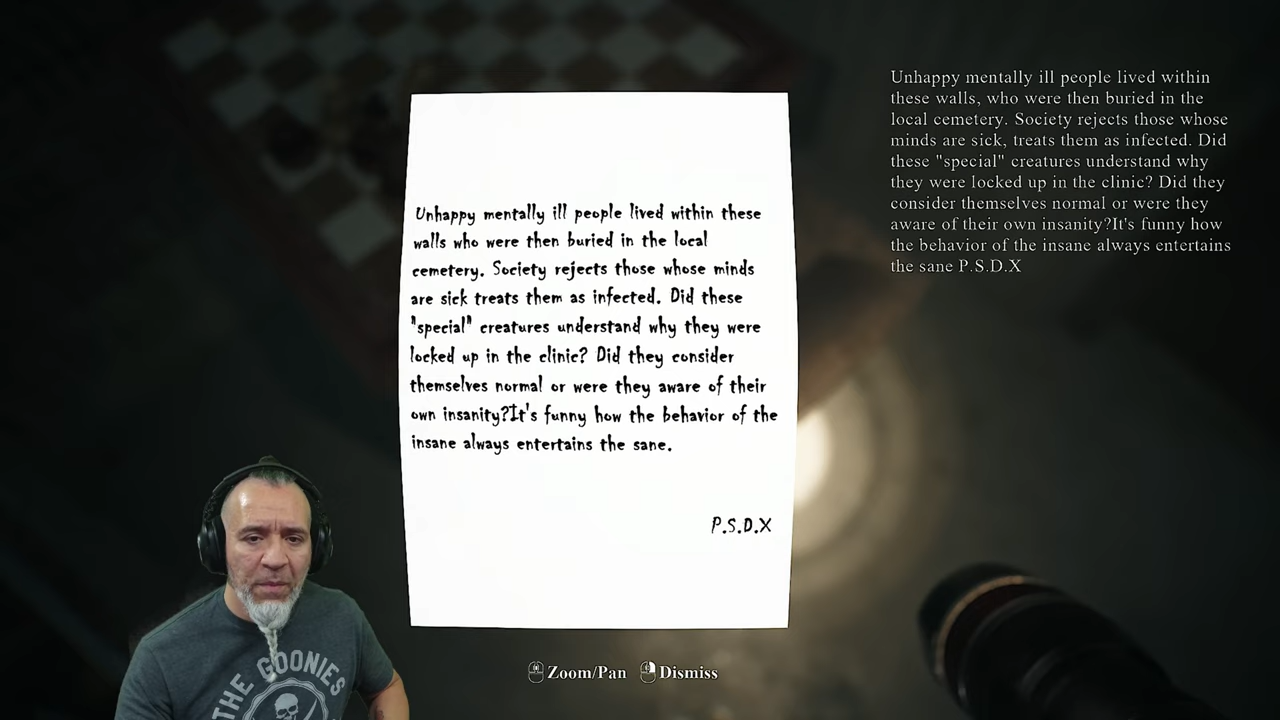 Unhappy mentally ill people lived within these
walls who were then buried in the local
cemetery. Society rejects those whose minds
are sick treats them as infected. Did these
"special" creatures understand why they were
locked up in the clinic? Did they consider
themselves normal or were they aware of their
own insanity?It's funny how the behavior of the
insane always entertains the sane.
P.S.D.X
Unhappy mentally ill people lived within
these walls, who were then buried in the
local cemetery. Society rejects those whose
minds are sick, treats them as infected. Did
these "special" creatures understand why
they were locked up in the clinic? Did they
consider themselves normal or were they
aware of their own insanity?It's funny how
the behavior of the insane always entertains
the sane P.S.D.X
THE GOONIES
Zoom/Pan Dismiss